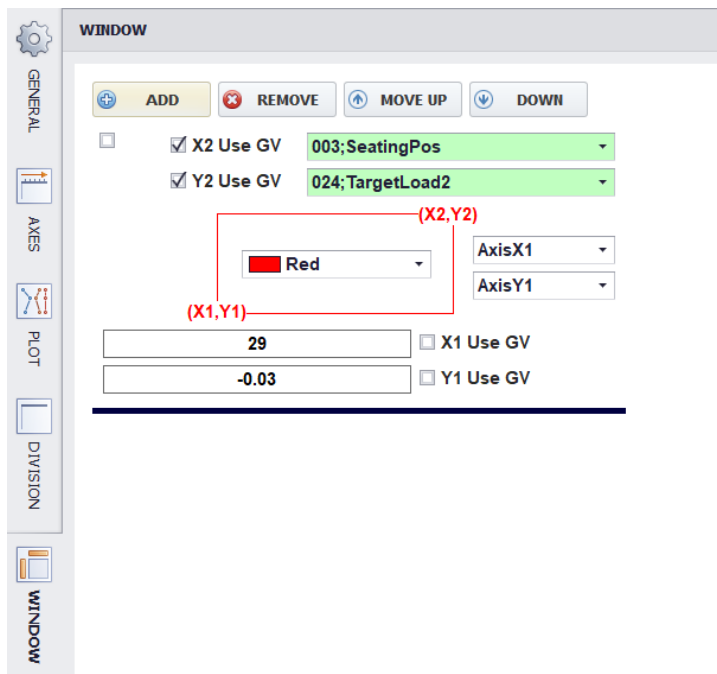 WINDOW
GENERAL
AXES
PLOT
DIVISION
WINDOW
ADD REMOVE MOVE UP DOWN
X2 Use GV 003;SeatingPos
Y2 Use GV 024;TargetLoad2
(X2,Y2)
Red AxisX1
AxisY1
(X1,Y1)
29 X1 Use GV
-0.03 Y1 Use GV